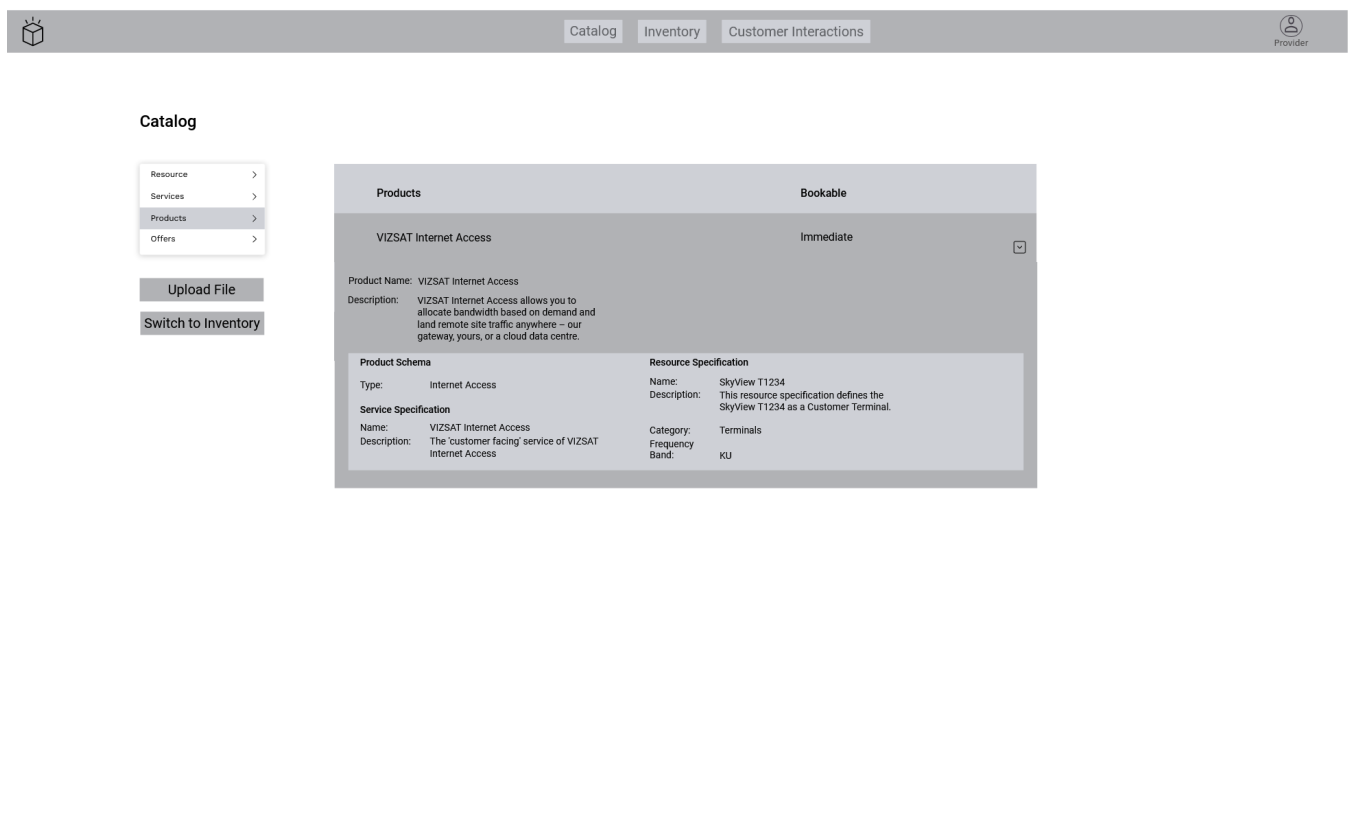 Catalog Inventory Customer Interactions
Provider
Catalog
Resource
Services
Products
Offers
Upload File
Switch to Inventory
Products Bookable
VIZSAT Internet Access Immediate
Product Name: VIZSAT Internet Access
Description: VIZSAT Internet Access allows you to
allocate bandwidth based on demand and
land remote site traffic anywhere – our
gateway, yours, or a cloud data centre.
Product Schema
Type: Internet Access
Service Specification
Name: VIZSAT Internet Access
Description: The 'customer facing' service of VIZSAT
Internet Access
Resource Specification
Name: SkyView T1234
Description: This resource specification defines the
SkyView T1234 as a Customer Terminal.
Category: Terminals
Frequency
Band: KU